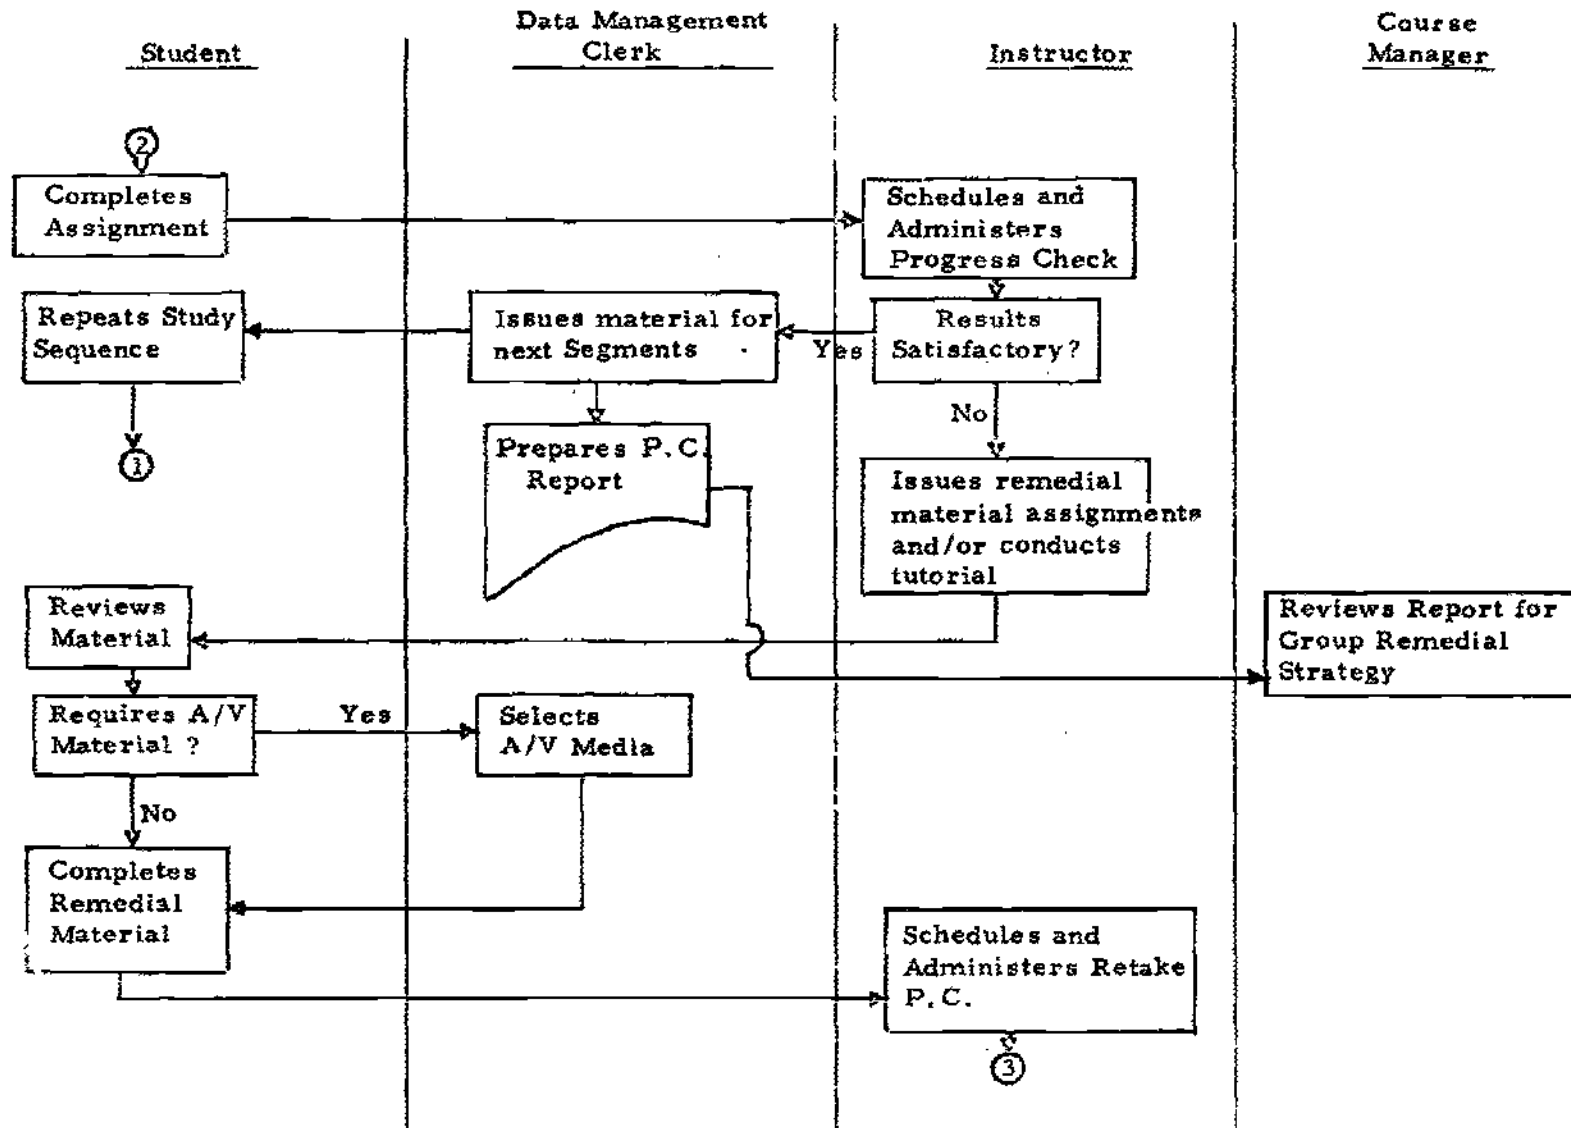 Student
Data Management
Clerk
Instructor
Course
Manager
2
Completes
Assignment
Schedules and
Administers
Progress Check
Repeats Study
Sequence
Issues material for
next Segments
Yes
Results
Satisfactory?
No
1
Prepares P.C.
Report
Issues remedial
material assignments
and/or conducts
tutorial
Reviews
Material
Reviews Report for
Group Remedial
Strategy
Requires A/V
Material ?
Yes
Selects
A/V Media
No
Completes
Remedial
Material
Schedules and
Administers Retake
P.C.
3